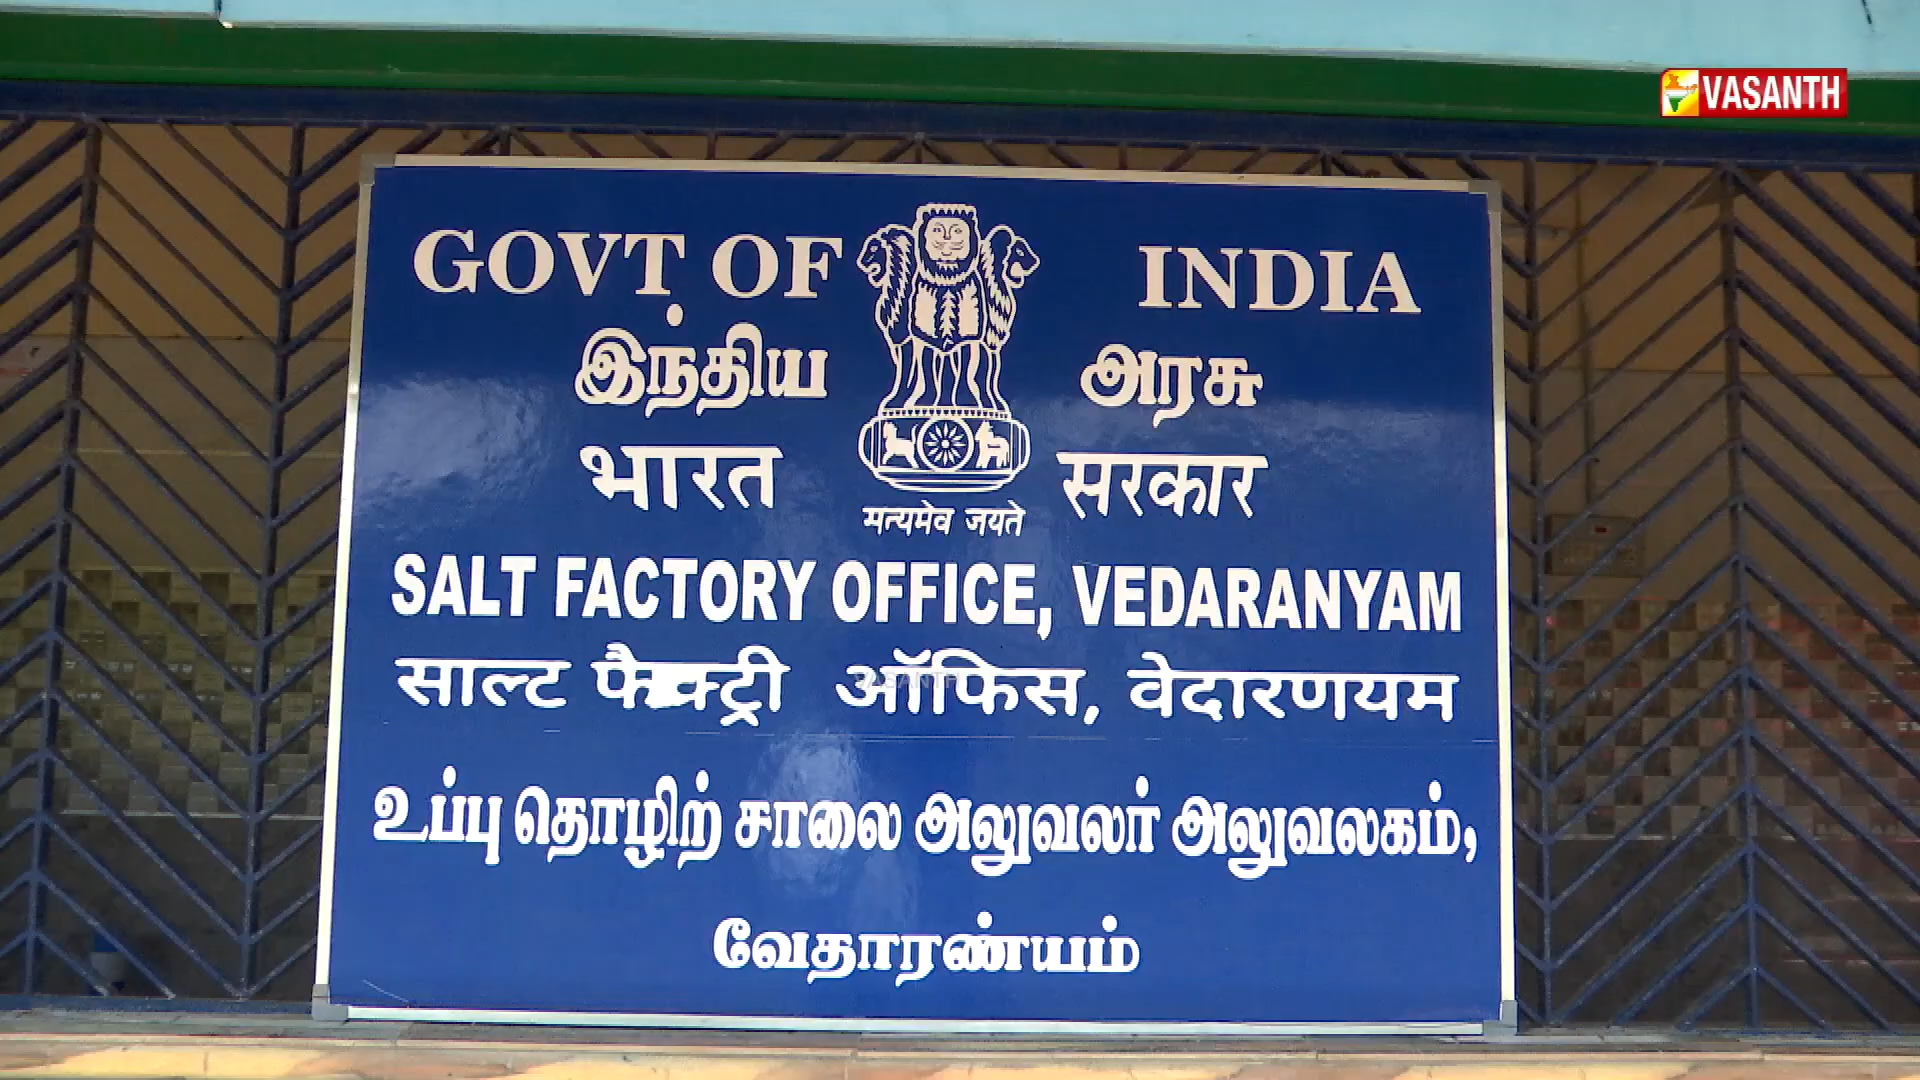 VASANTH
GOVT OF INDIA
இந்திய அரசு
भारत सरकार
सत्यमेव जयते
SALT FACTORY OFFICE, VEDARANYAM
साल्ट फैक्ट्री ऑफिस, वेदारणयम
VASANTH
உப்பு தொழிற் சாலை அலுவலர் அலுவலகம்,
வேதாரண்யம்